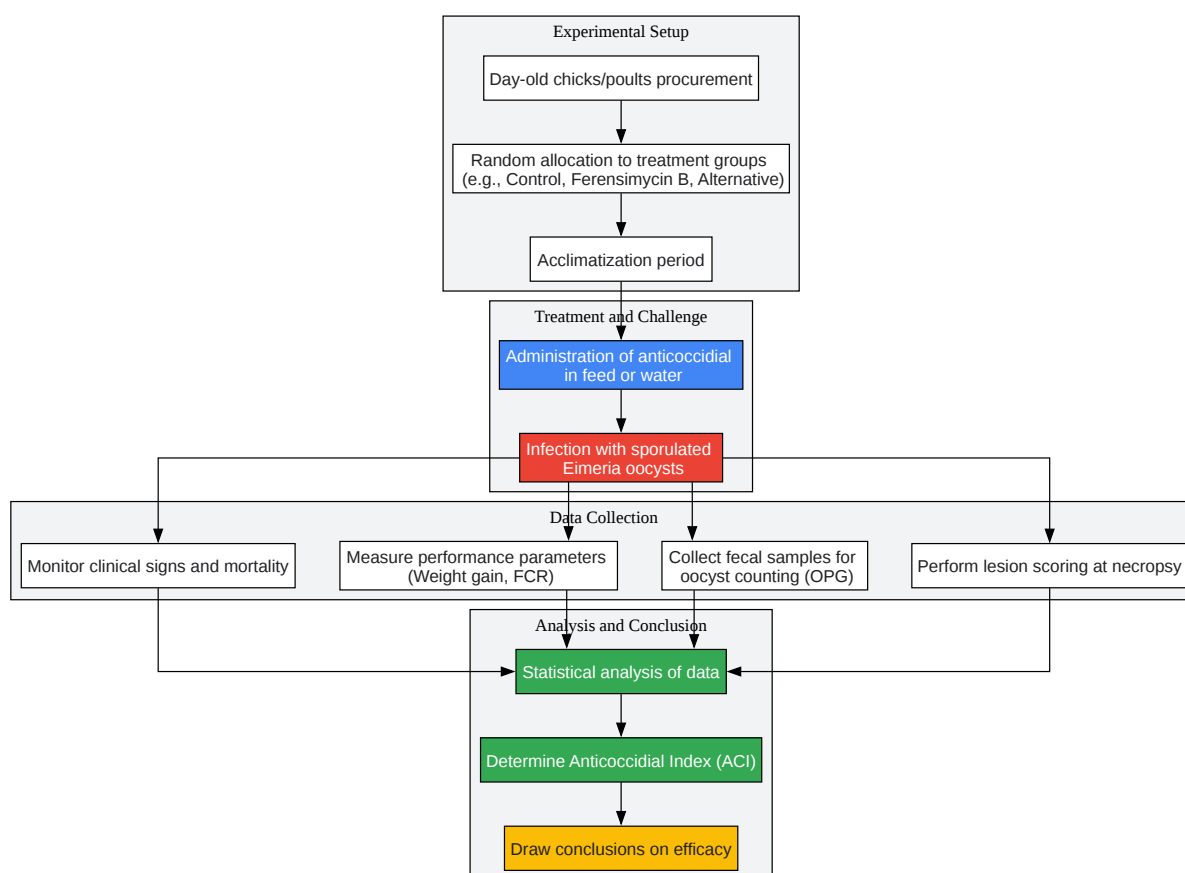 Experimental Setup
Day-old chicks/poults procurement
Random allocation to treatment groups
(e.g., Control, Ferensimycin B, Alternative)
Acclimatization period
Treatment and Challenge
Administration of anticoccidial
in feed or water
Infection with sporulated
Eimeria oocysts
Data Collection
Monitor clinical signs and mortality
Measure performance parameters
(Weight gain, FCR)
Collect fecal samples for
oocyst counting (OPG)
Perform lesion scoring at necropsy
Analysis and Conclusion
Statistical analysis of data
Determine Anticoccidial Index (ACI)
Draw conclusions on efficacy